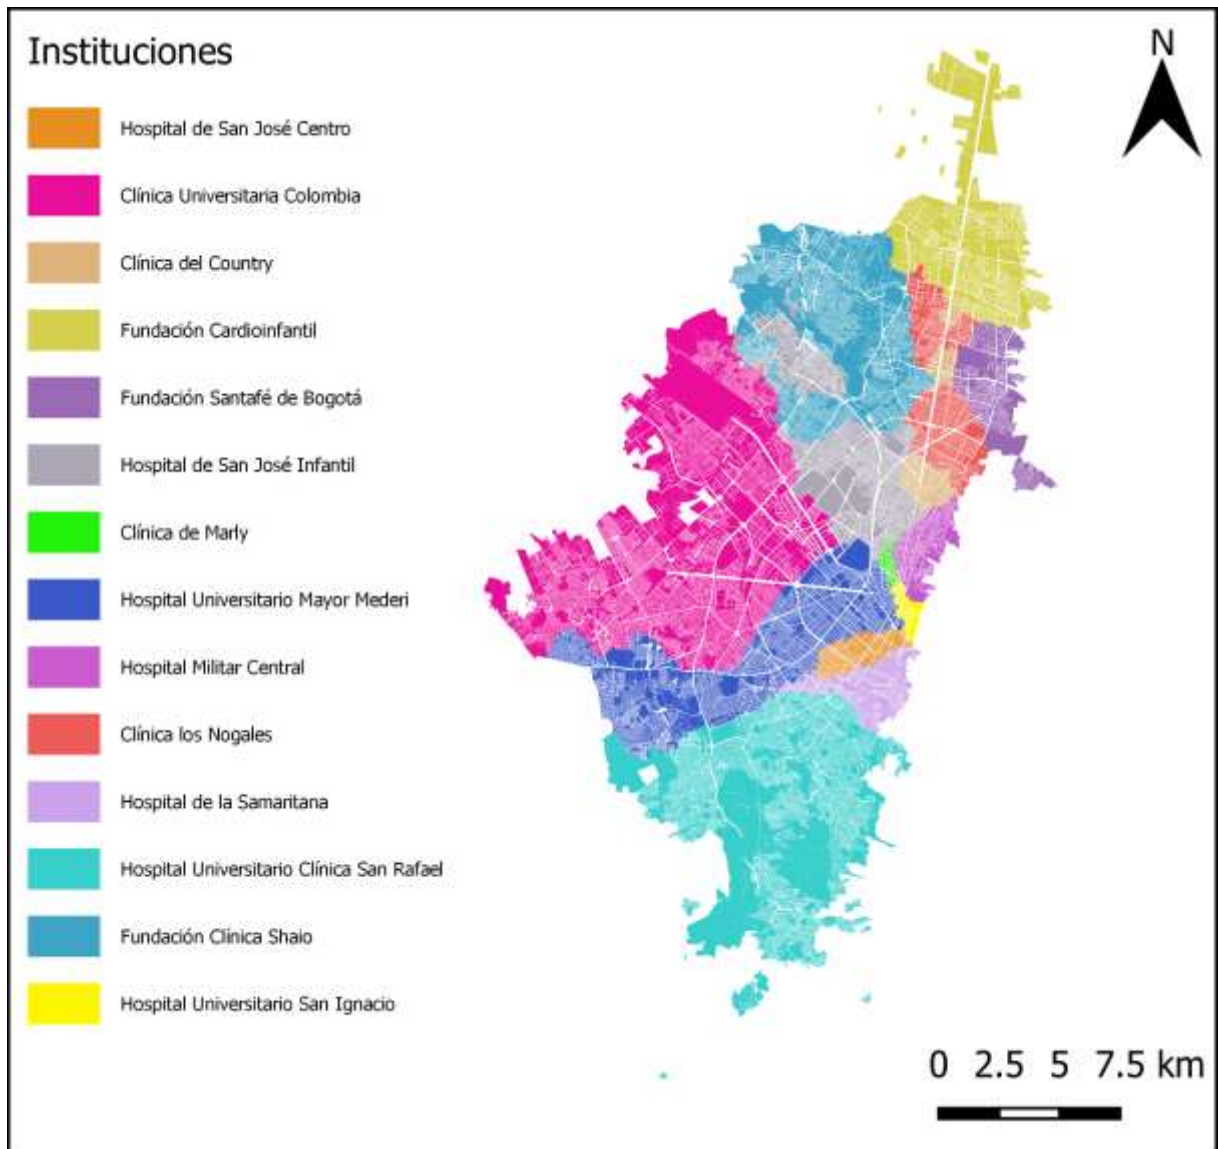 Instituciones
N
Hospital de San José Centro
Clínica Universitaria Colombia
Clínica del Country
Fundación Cardioinfantil
Fundación Santafé de Bogotá
Hospital de San José Infantil
Clínica de Marly
Hospital Universitario Mayor Mederi
Hospital Militar Central
Clínica los Nogales
Hospital de la Samaritana
Hospital Universitario Clínica San Rafael
Fundación Clínica Shaio
Hospital Universitario San Ignacio
0 2.5 5 7.5 km